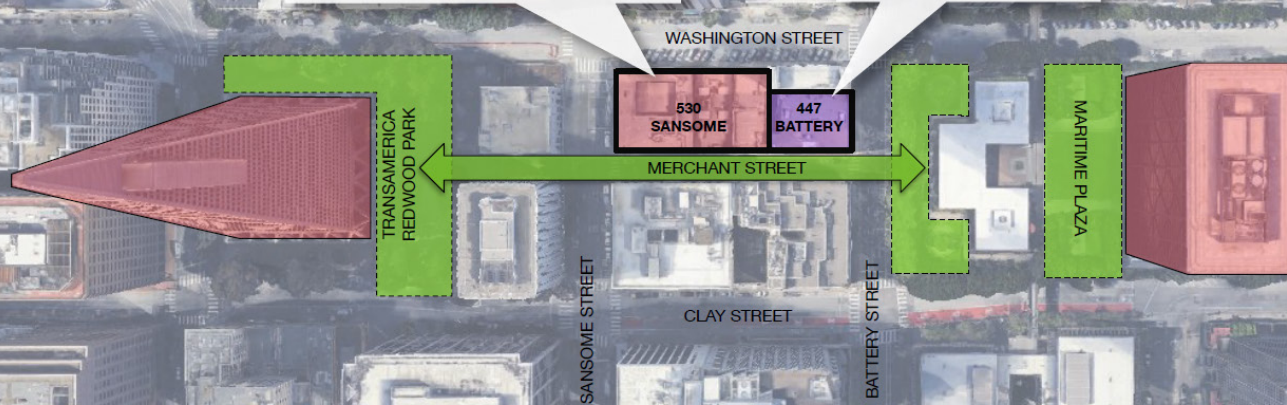 WASHINGTON STREET
530
SANSOME
447
BATTERY
TRANSAMERICA
REDWOOD PARK
MERCHANT STREET
MARITIME PLAZA
SANSOME STREET
CLAY STREET
BATTERY STREET